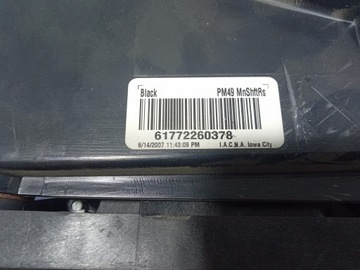 Black PM49 MnShftRs
61772260378
8/14/2007 11:43:09 PM I.A.C.N.A. Iowa City